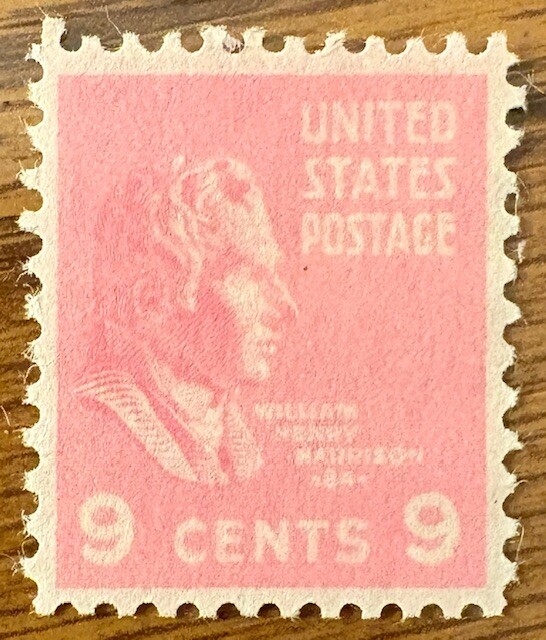 UNITED
STATES
POSTAGE
WILLIAM
HENRY
HARRISON
1841
9 CENTS 9